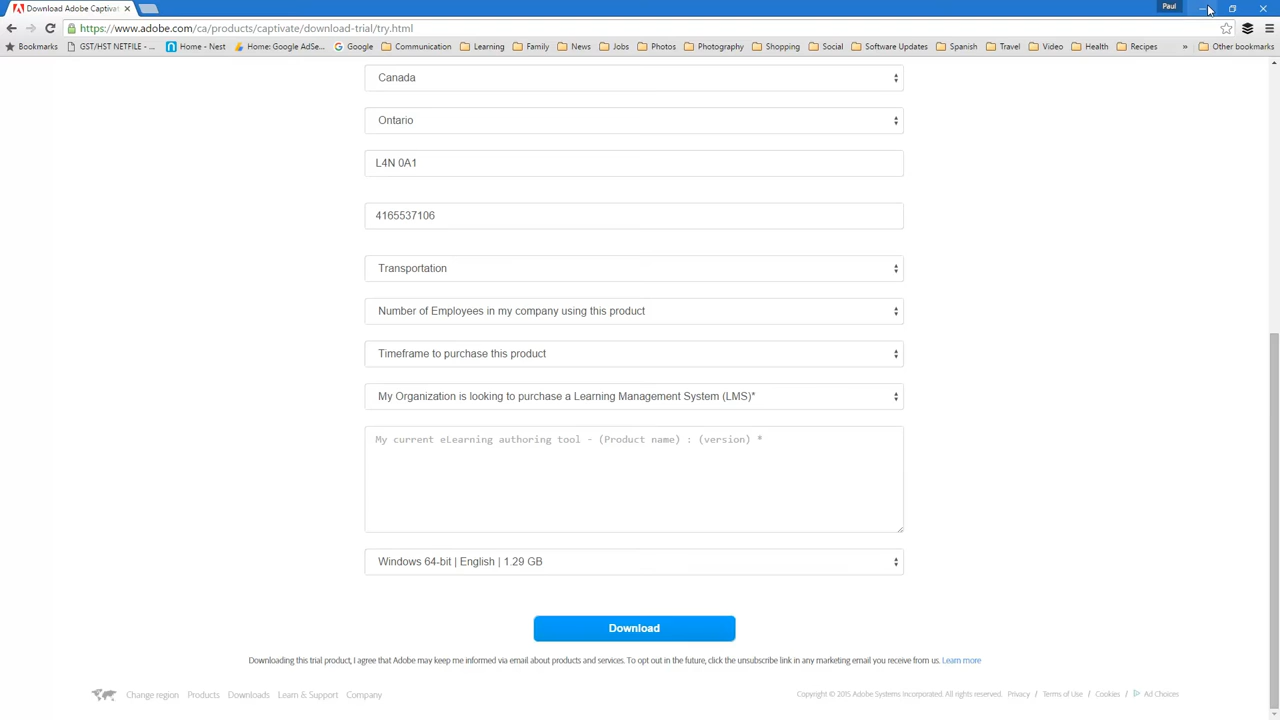 Download Adobe Captivat
Paul
https://www.adobe.com/ca/products/captivate/download-trial/try.html
Bookmarks GST/HST NETFILE - ... Home - Nest Home: Google AdSe... Google Communication Learning Family News Jobs Photos Photography Shopping Social Software Updates Spanish Travel Video Health Recipes » Other bookmarks
Canada
Ontario
L4N 0A1
4165537106
Transportation
Number of Employees in my company using this product
Timeframe to purchase this product
My Organization is looking to purchase a Learning Management System (LMS)*
My current eLearning authoring tool - (Product name) : (version) *
Windows 64-bit | English | 1.29 GB
Download
Downloading this trial product, I agree that Adobe may keep me informed via email about products and services. To opt out in the future, click the unsubscribe link in any marketing email you receive from us. Learn more
Change region Products Downloads Learn & Support Company
Copyright © 2015 Adobe Systems Incorporated. All rights reserved. Privacy / Terms of Use / Cookies / Ad Choices